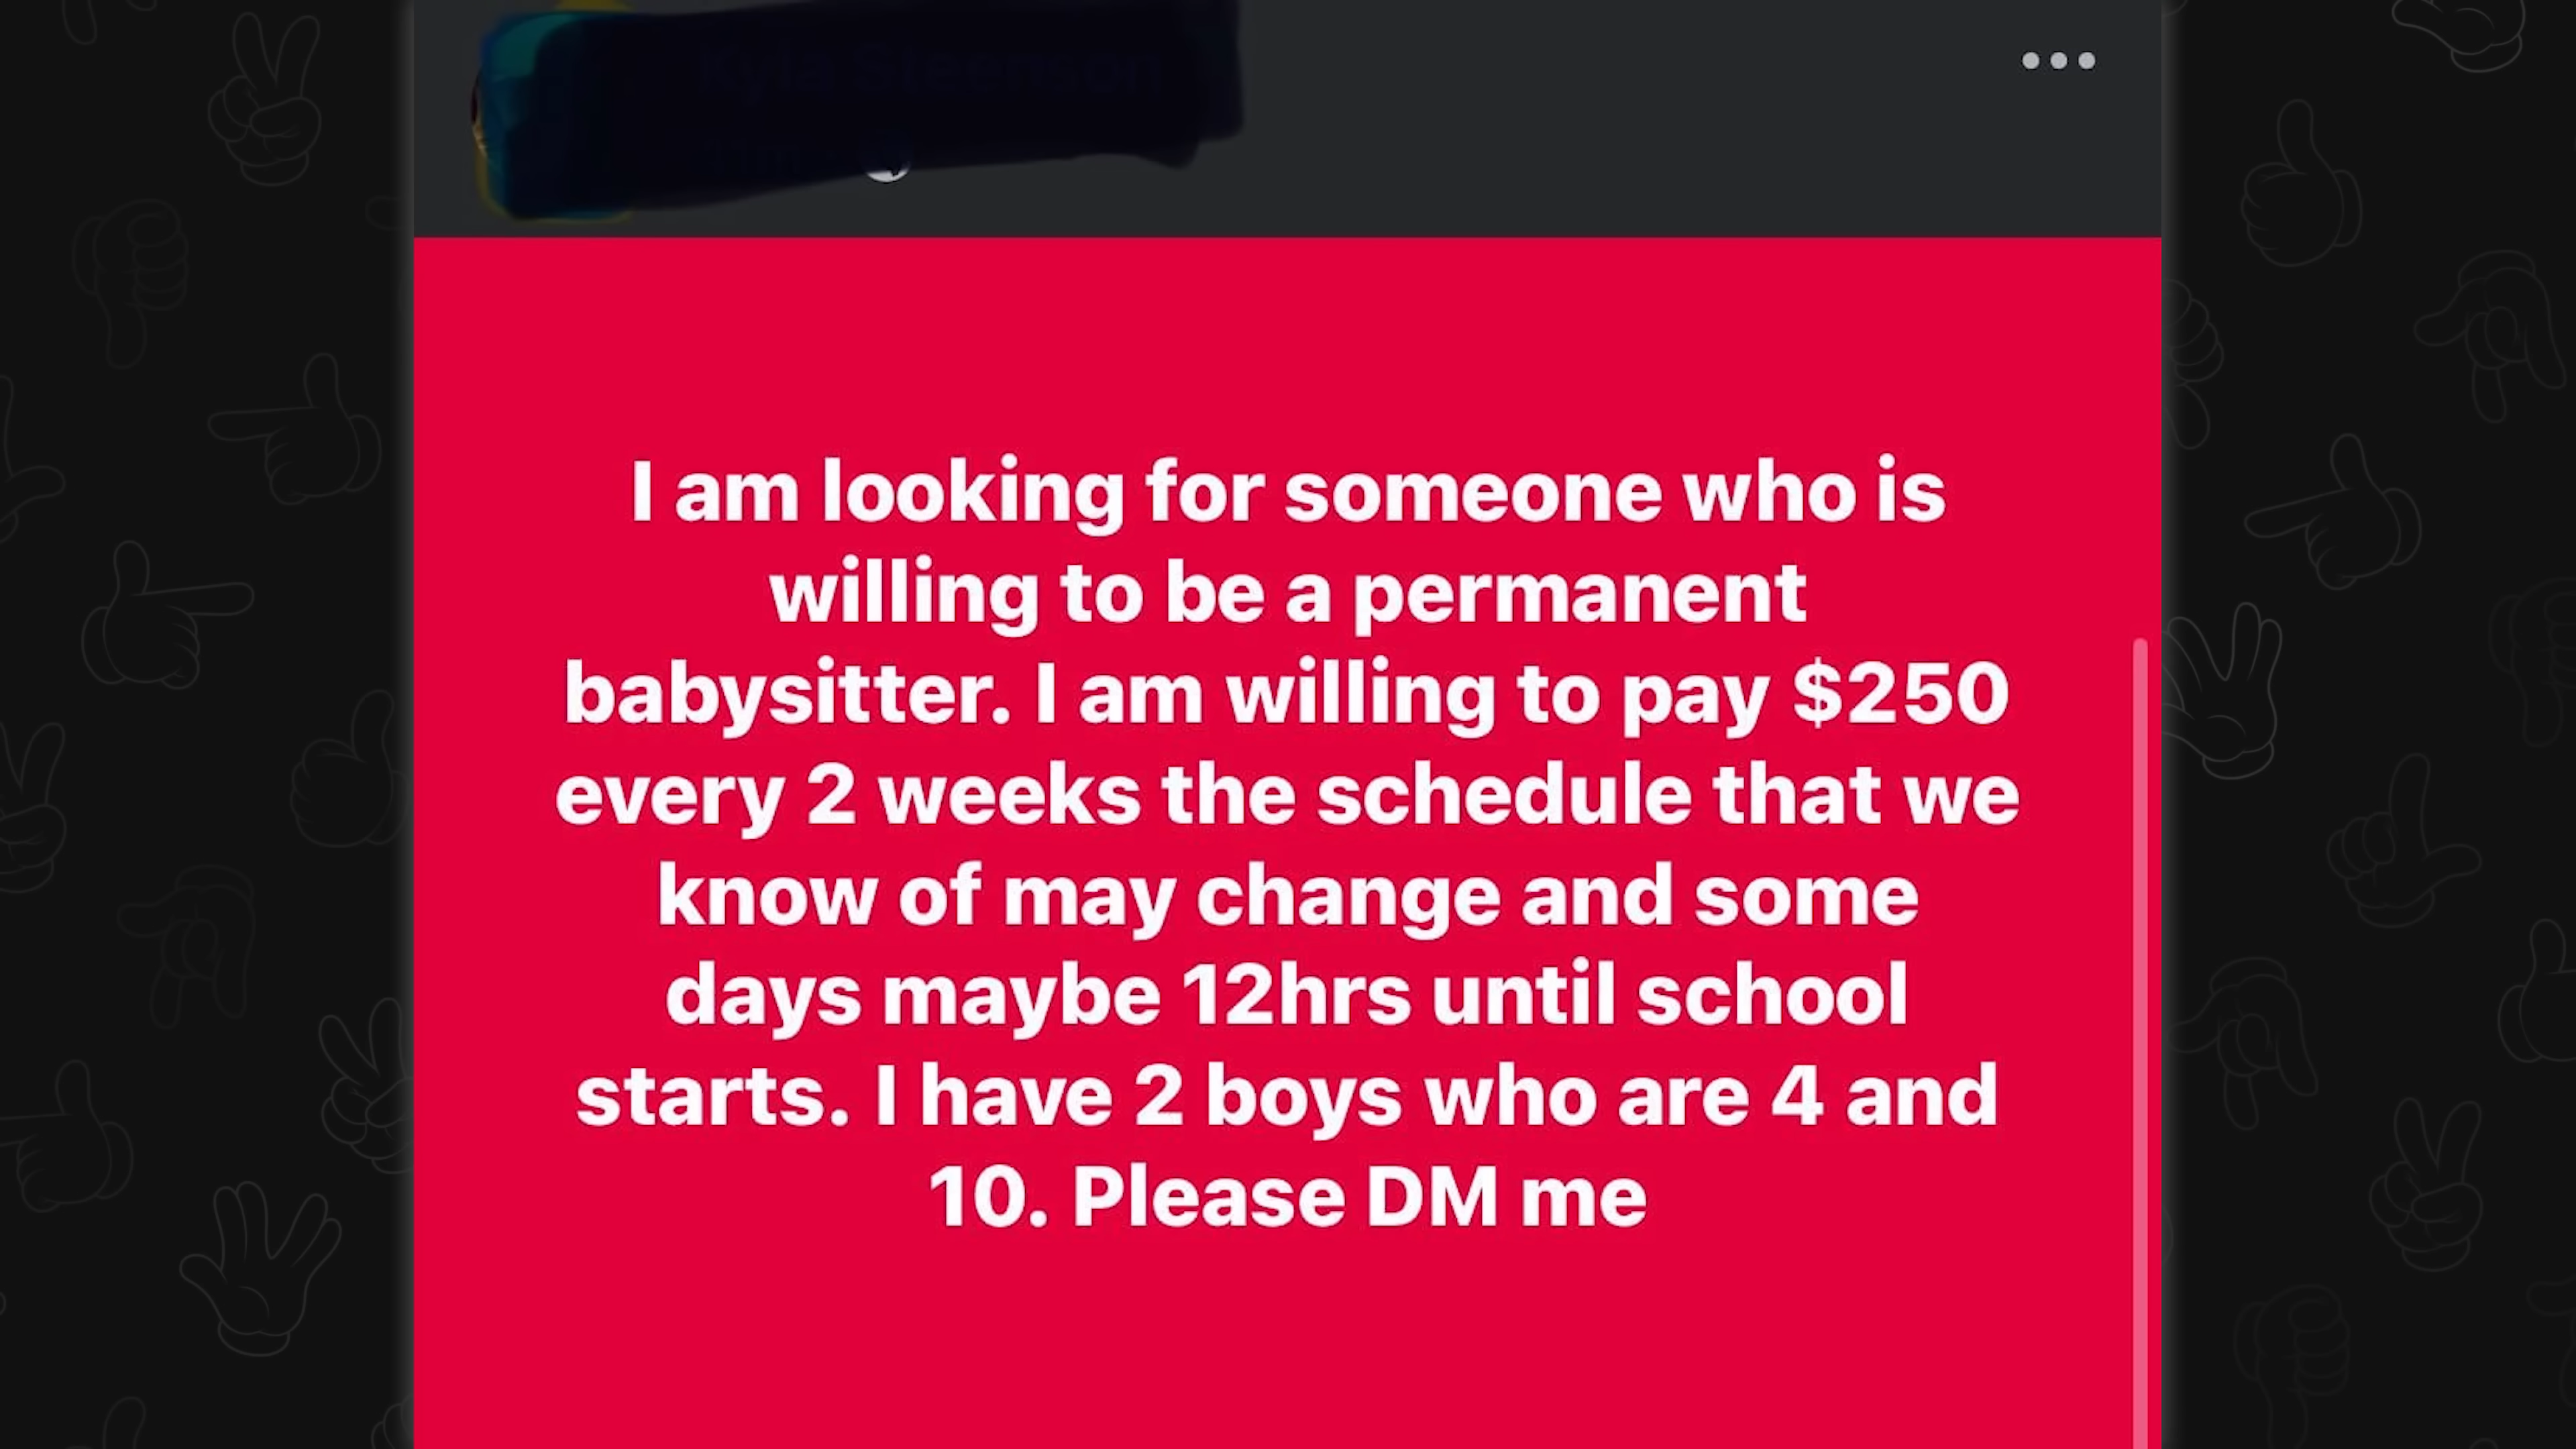 I am looking for someone who is
willing to be a permanent
babysitter. I am willing to pay $250
every 2 weeks the schedule that we
know of may change and some
days maybe 12hrs until school
starts. I have 2 boys who are 4 and
10. Please DM me